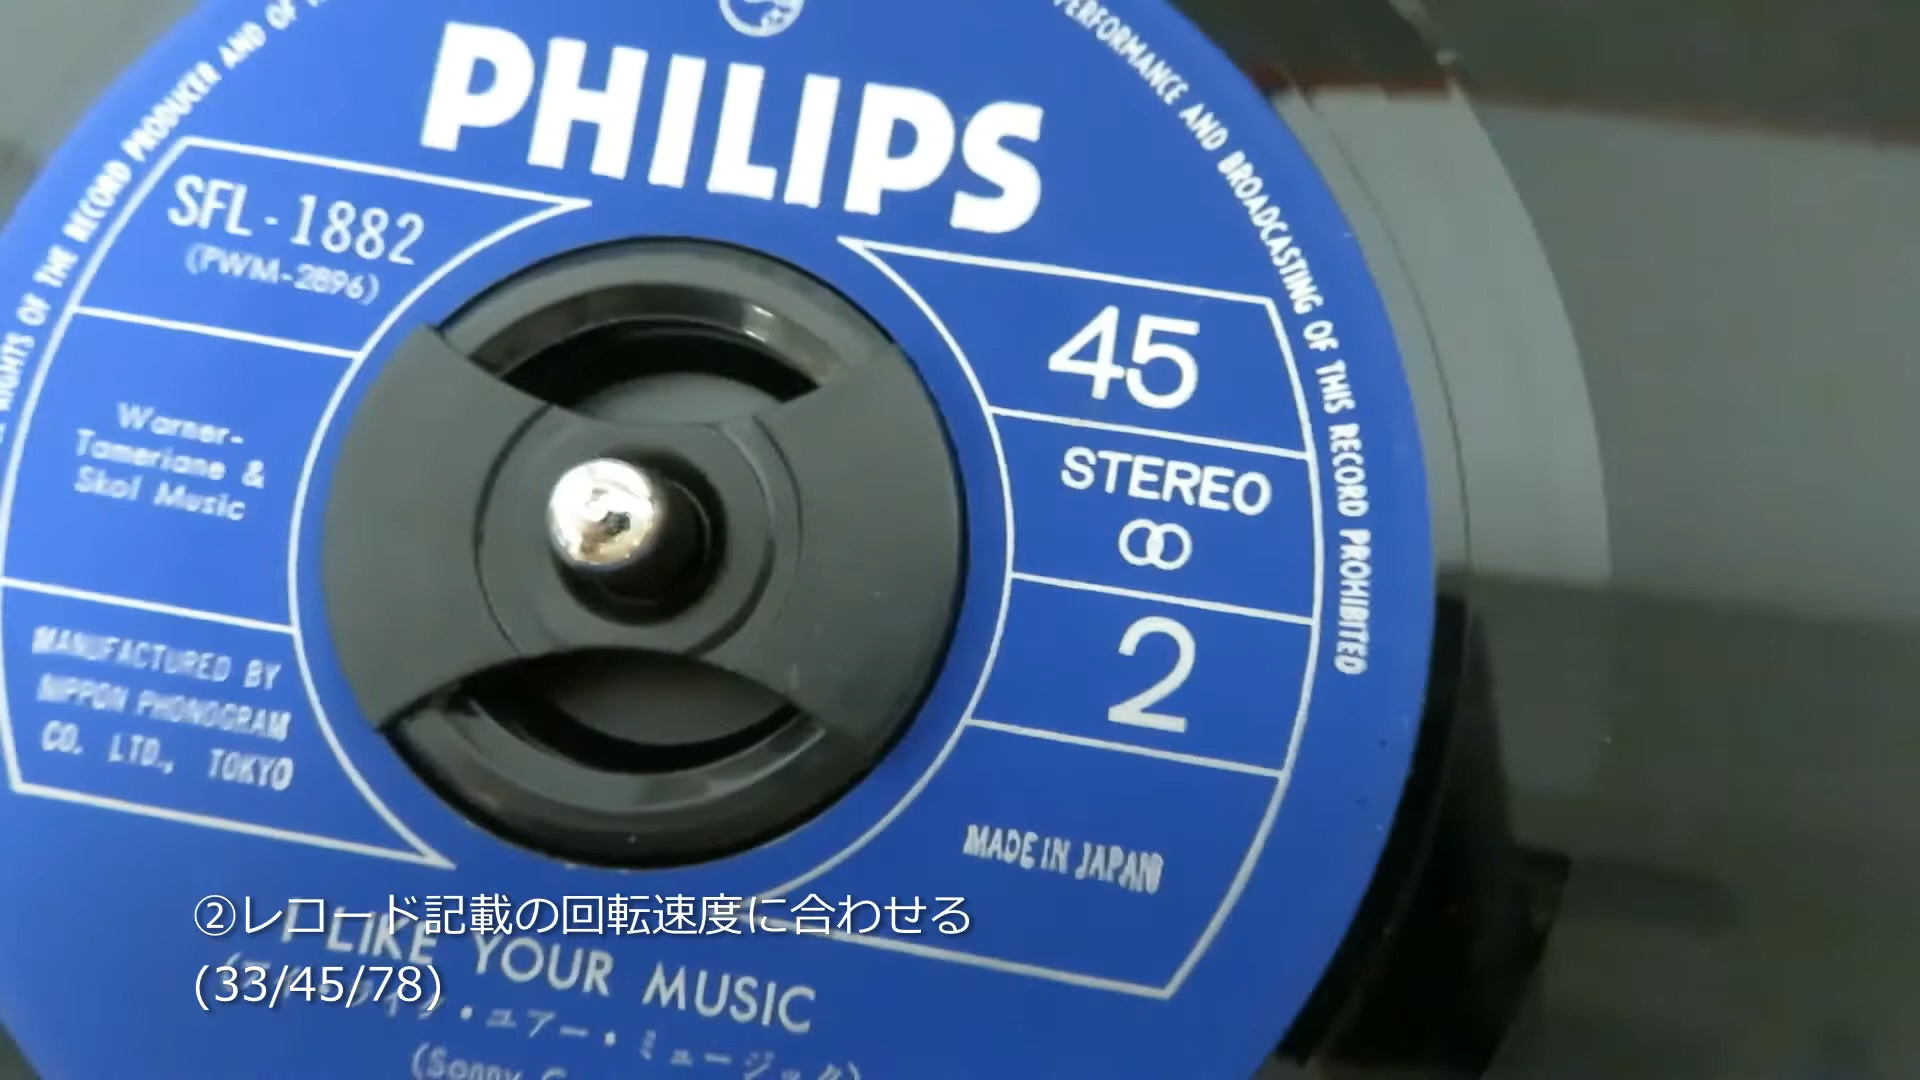 RIGHTS OF THE RECORD PRODUCER AND OF
PERFORMANCE AND BROADCASTING OF THIS RECORD PROHIBITED
PHILIPS
SFL-1882
(PWM-2896)
Warner-
Tamerlane &
Skol Music
MANUFACTURED BY
NIPPON PHONOGRAM
CO. LTD., TOKYO
45
STEREO
2
MADE IN JAPAN
I LIKE YOUR MUSIC
・ユアー・ミュージック)
(Sonny
②レコード記載の回転速度に合わせる
(33/45/78)